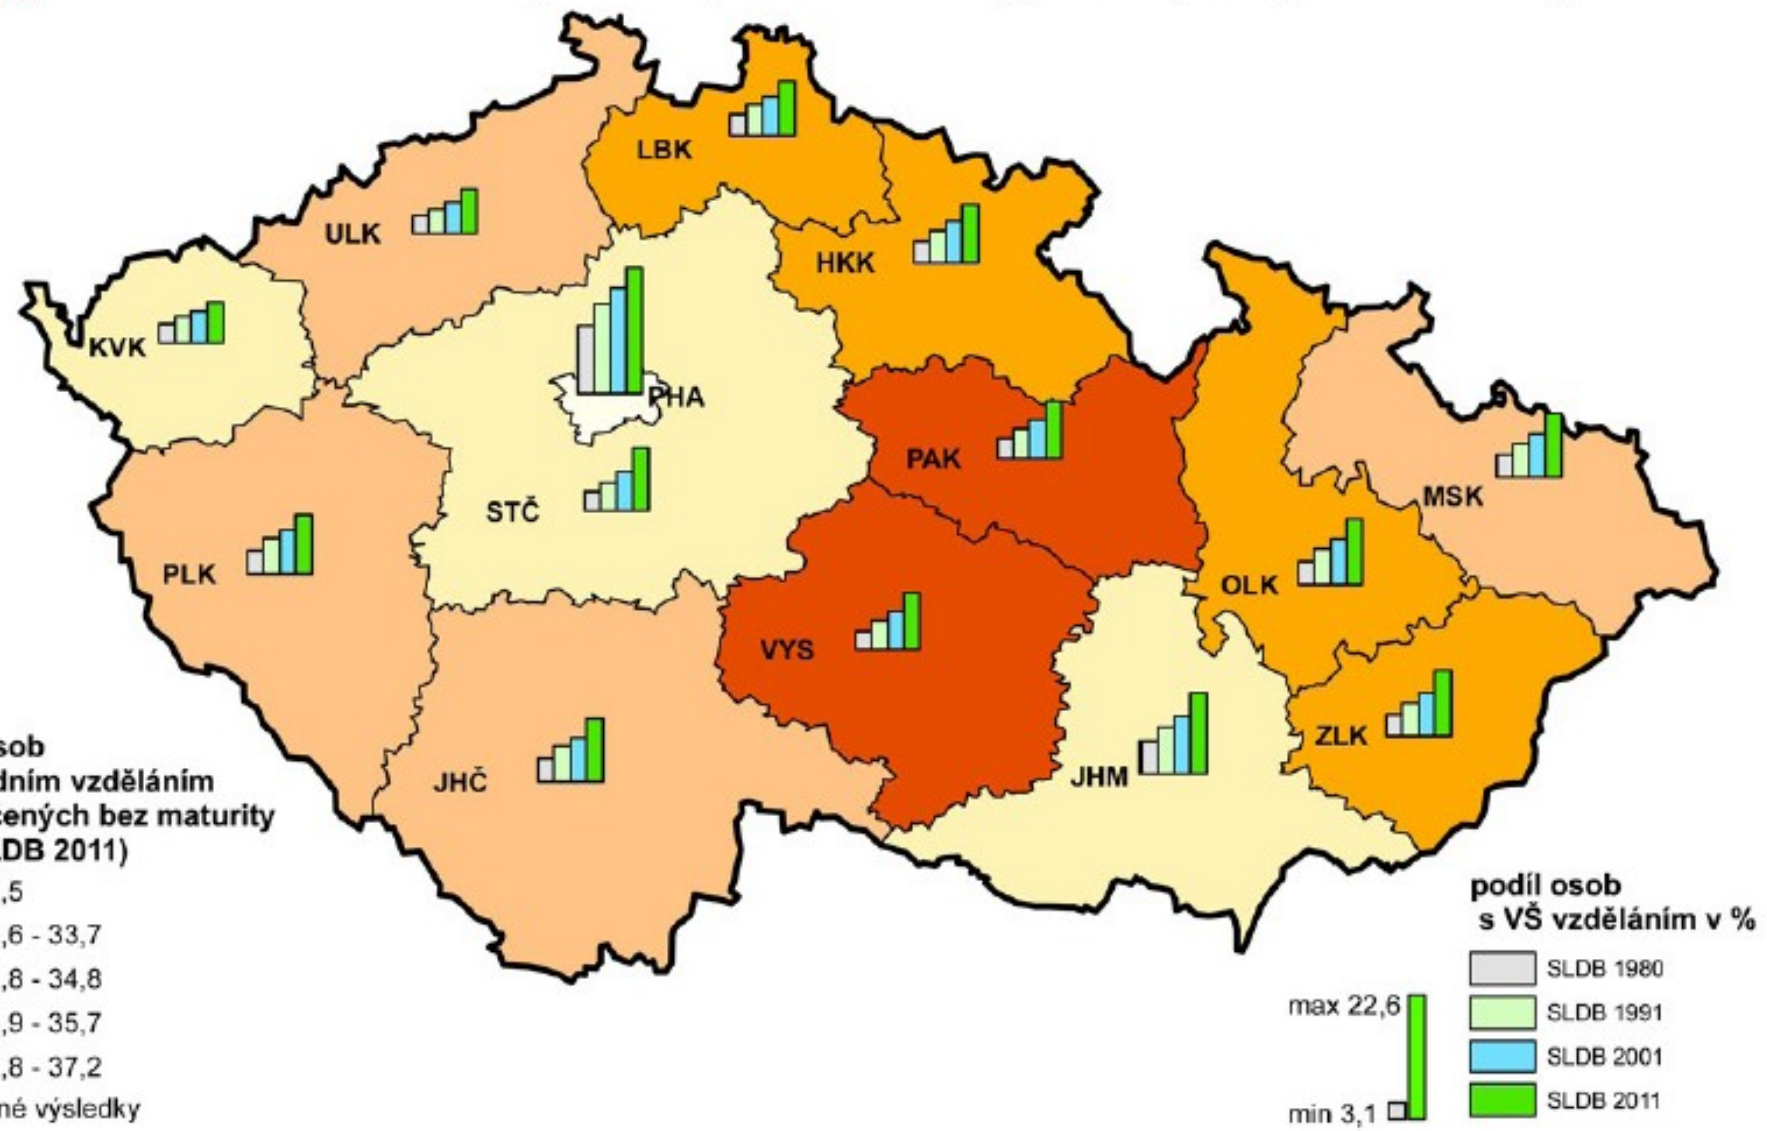 LBK
ULK
HKK
KVK
PHA
PAK
MSK
STČ
PLK
OLK
VYS
ZLK
JHČ
JHM
sob
dním vzděláním
čených bez maturity
LDB 2011)
,5
,6 - 33,7
,8 - 34,8
,9 - 35,7
,8 - 37,2
né výsledky
podíl osob
s VŠ vzděláním v %
SLDB 1980
SLDB 1991
SLDB 2001
SLDB 2011
max 22,6
min 3,1